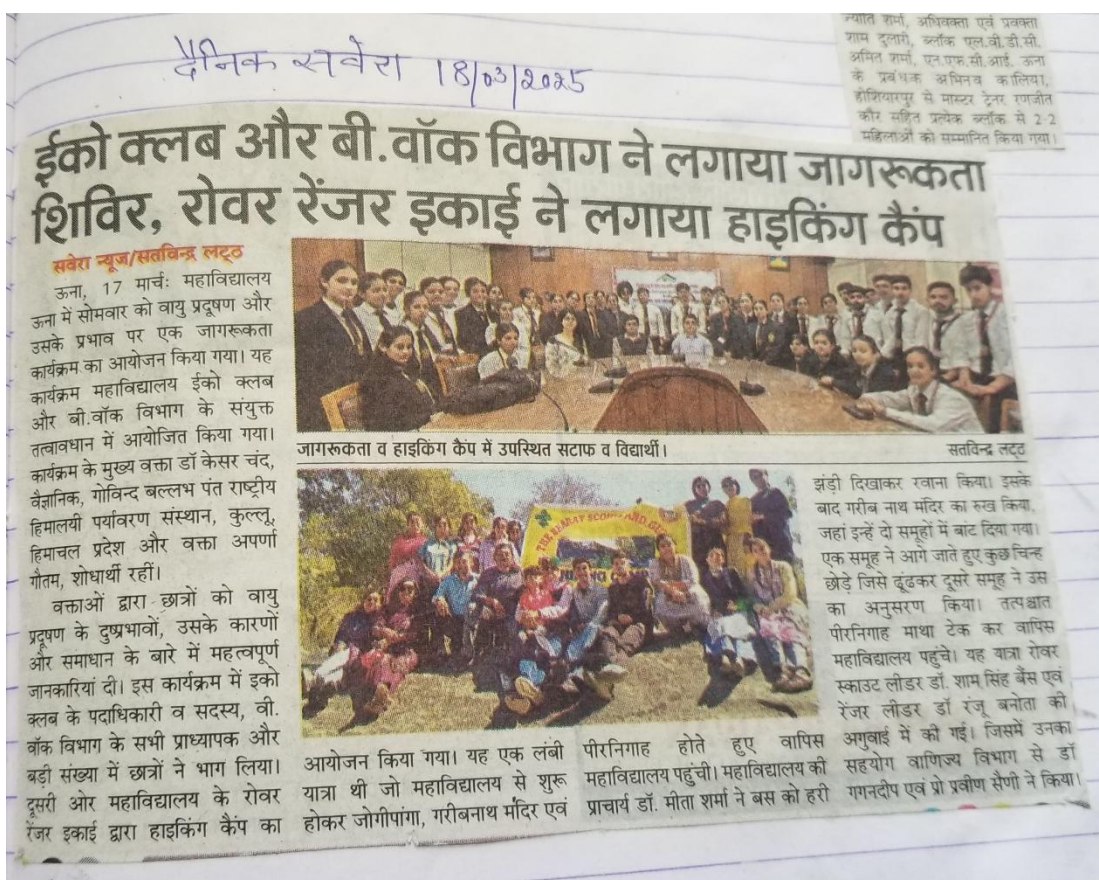 दैनिक सवेरा 18/03/2025
शाम दुलारी, ब्लॉक एल.वी.डी.सी.
अमित शर्मा, एन.एफ.सी.आई. ऊना
के प्रबंधक अभिनव कालिया,
होशियारपुर से मास्टर ट्रेनर रणजीत
कौर सहित प्रत्येक ब्लॉक से 2-2
महिलाओं को सम्मानित किया गया।
ईको क्लब और बी.वॉक विभाग ने लगाया जागरूकता
शिविर, रोवर रेंजर इकाई ने लगाया हाइकिंग कैंप
सवेरा न्यूज/सतविन्द्र लट्ठ
ऊना, 17 मार्चः महाविद्यालय
ऊना में सोमवार को वायु प्रदूषण और
उसके प्रभाव पर एक जागरूकता
कार्यक्रम का आयोजन किया गया। यह
कार्यक्रम महाविद्यालय ईको क्लब
और बी.वॉक विभाग के संयुक्त
तत्वावधान में आयोजित किया गया।
कार्यक्रम के मुख्य वक्ता डॉ केसर चंद,
वैज्ञानिक, गोविन्द बल्लभ पंत राष्ट्रीय
हिमालयी पर्यावरण संस्थान, कुल्लू,
हिमाचल प्रदेश और वक्ता अपर्णा
गौतम, शोधार्थी रहीं।
वक्ताओं द्वारा छात्रों को वायु
प्रदूषण के दुष्प्रभावों, उसके कारणों
और समाधान के बारे में महत्वपूर्ण
जानकारियां दी। इस कार्यक्रम में इको
क्लब के पदाधिकारी व सदस्य, वी.
वॉक विभाग के सभी प्राध्यापक और
बड़ी संख्या में छात्रों ने भाग लिया।
दूसरी ओर महाविद्यालय के रोवर
रेंजर इकाई द्वारा हाइकिंग कैंप का
जागरूकता व हाइकिंग कैंप में उपस्थित सटाफ व विद्यार्थी।
सतविन्द्र लट्ठ
आयोजन किया गया। यह एक लंबी
यात्रा थी जो महाविद्यालय से शुरू
होकर जोगीपांगा, गरीबनाथ मंदिर एवं
पीरनिगाह होते हुए वापिस
महाविद्यालय पहुंची। महाविद्यालय की
प्राचार्य डॉ. मीता शर्मा ने बस को हरी
झंडी दिखाकर रवाना किया। इसके
बाद गरीब नाथ मंदिर का रुख किया,
जहां इन्हें दो समूहों में बांट दिया गया।
एक समूह ने आगे जाते हुए कुछ चिन्ह
छोड़े जिसे ढूंढकर दूसरे समूह ने उस
का अनुसरण किया। तत्पश्चात
पीरनिगाह माथा टेक कर वापिस
महाविद्यालय पहुंचे। यह यात्रा रोवर
स्काउट लीडर डॉ. शाम सिंह बैंस एवं
रेंजर लीडर डॉ रंजू बनोता की
अगुवाई में की गई। जिसमें उनका
सहयोग वाणिज्य विभाग से डॉ
गगनदीप एवं प्रो प्रवीण सैणी ने किया।